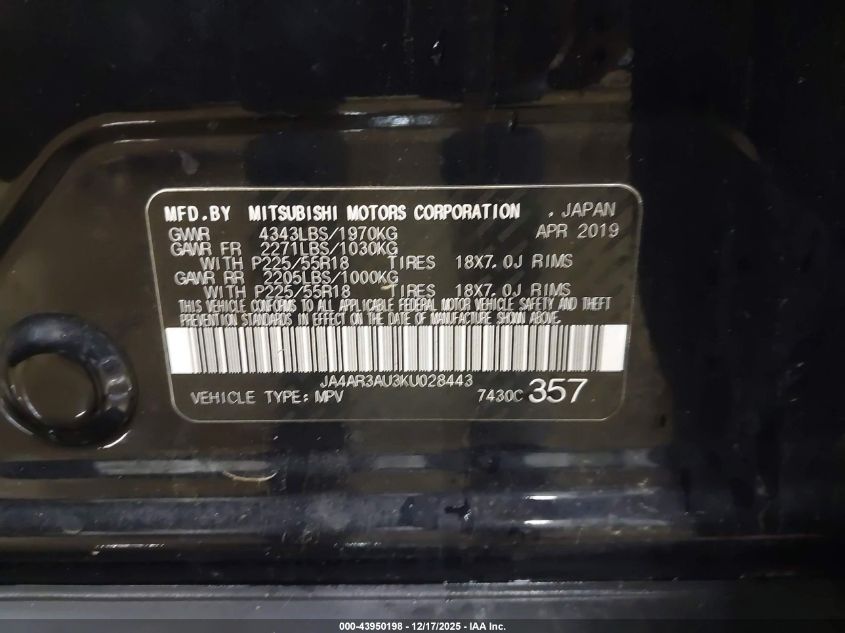 MFD.BY MITSUBISHI MOTORS CORPORATION . JAPAN
GVWR 4343LBS/1970KG APR 2019
GAWR FR 2271LBS/1030KG
WITH P225/55R18 TIRES 18X7.0J RIMS
GAWR RR 2205LBS/1000KG
WITH P225/55R18 TIRES 18X7.0J RIMS
THIS VEHICLE CONFORMS TO ALL APPLICABLE FEDERAL MOTOR VEHICLE SAFETY AND THEFT
PREVENTION STANDARDS IN EFFECT ON THE DATE OF MANUFACTURE SHOWN ABOVE.
JA4AR3AU3KU028443
VEHICLE TYPE: MPV 7430C 357
000-43950198 - 12/17/2025 - IAA Inc.